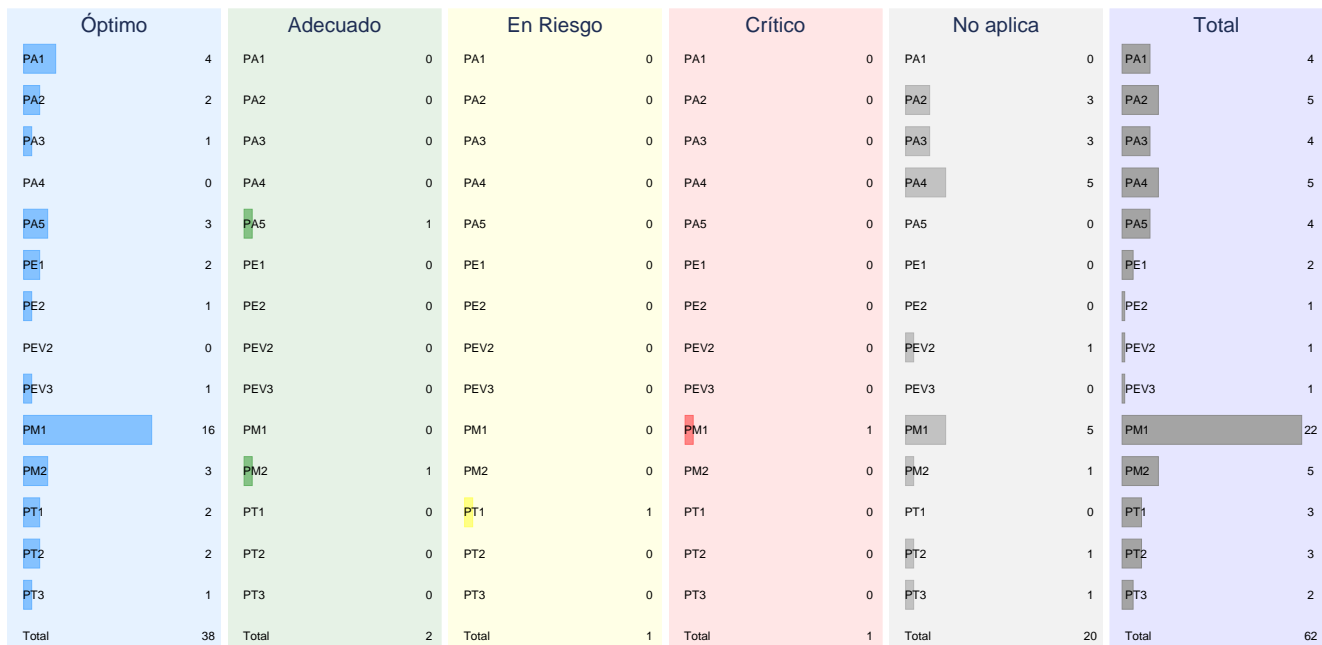 Óptimo Adecuado En Riesgo Crítico No aplica Total
PA1 4 PA1 0 PA1 0 PA1 0 PA1 0 PA1 4
PA2 2 PA2 0 PA2 0 PA2 0 PA2 3 PA2 5
PA3 1 PA3 0 PA3 0 PA3 0 PA3 3 PA3 4
PA4 0 PA4 0 PA4 0 PA4 0 PA4 5 PA4 5
PA5 3 PA5 1 PA5 0 PA5 0 PA5 0 PA5 4
PE1 2 PE1 0 PE1 0 PE1 0 PE1 0 PE1 2
PE2 1 PE2 0 PE2 0 PE2 0 PE2 0 PE2 1
PEV2 0 PEV2 0 PEV2 0 PEV2 0 PEV2 1 PEV2 1
PEV3 1 PEV3 0 PEV3 0 PEV3 0 PEV3 0 PEV3 1
PM1 16 PM1 0 PM1 0 PM1 1 PM1 5 PM1 22
PM2 3 PM2 1 PM2 0 PM2 0 PM2 1 PM2 5
PT1 2 PT1 0 PT1 1 PT1 0 PT1 0 PT1 3
PT2 2 PT2 0 PT2 0 PT2 0 PT2 1 PT2 3
PT3 1 PT3 0 PT3 0 PT3 0 PT3 1 PT3 2
Total 38 Total 2 Total 1 Total 1 Total 20 Total 62